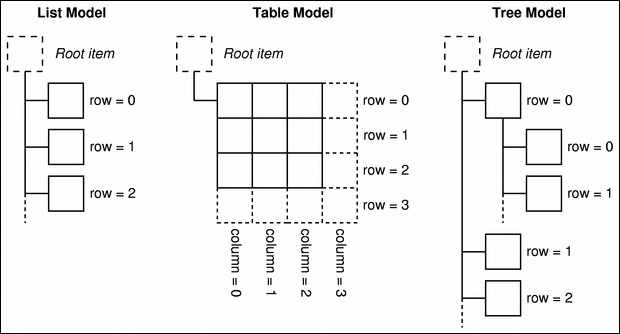 List Model
Root item
row = 0
row = 1
row = 2
Table Model
Root item
row = 0
row = 1
row = 2
row = 3
column = 0
column = 1
column = 2
column = 3
Tree Model
Root item
row = 0
row = 0
row = 1
row = 1
row = 2